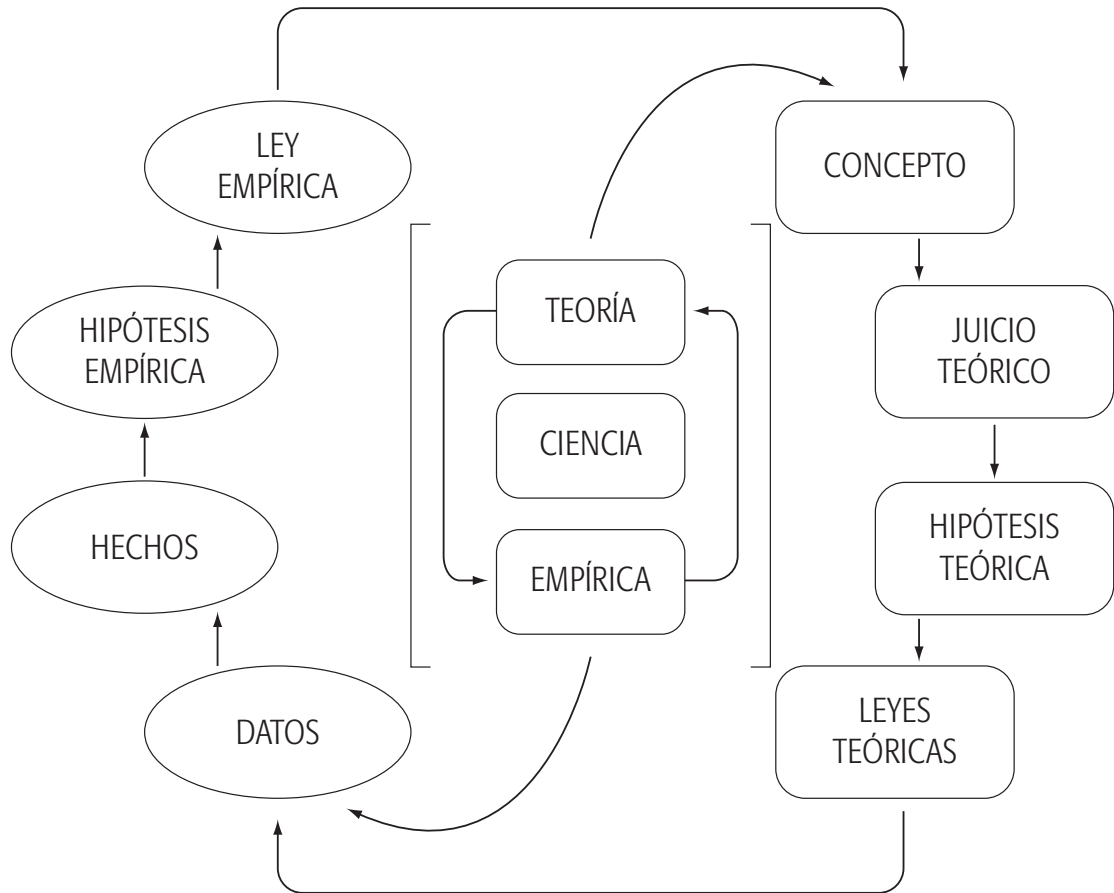 LEY
EMPÍRICA
CONCEPTO
TEORÍA
HIPÓTESIS
EMPÍRICA
JUICIO
TEÓRICO
CIENCIA
HECHOS
EMPÍRICA
HIPÓTESIS
TEÓRICA
DATOS
LEYES
TEÓRICAS